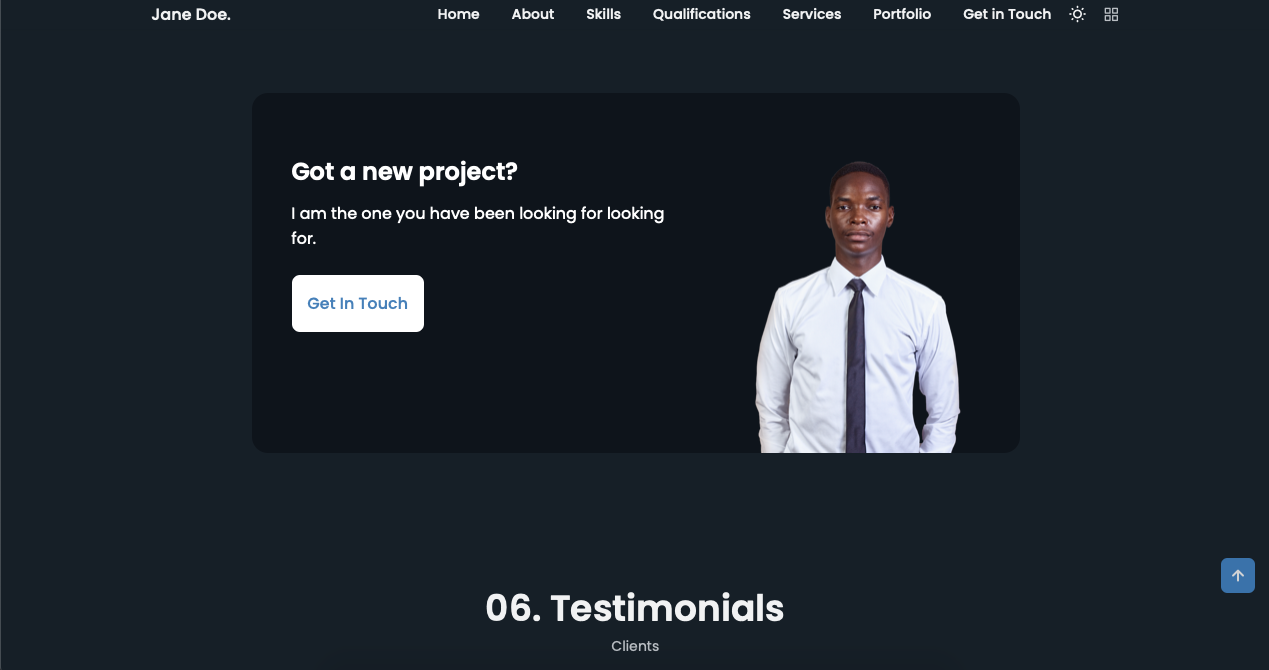 Jane Doe.
Home About Skills Qualifications Services Portfolio Get in Touch
Got a new project?
I am the one you have been looking for looking
for.
Get In Touch
06. Testimonials
Clients